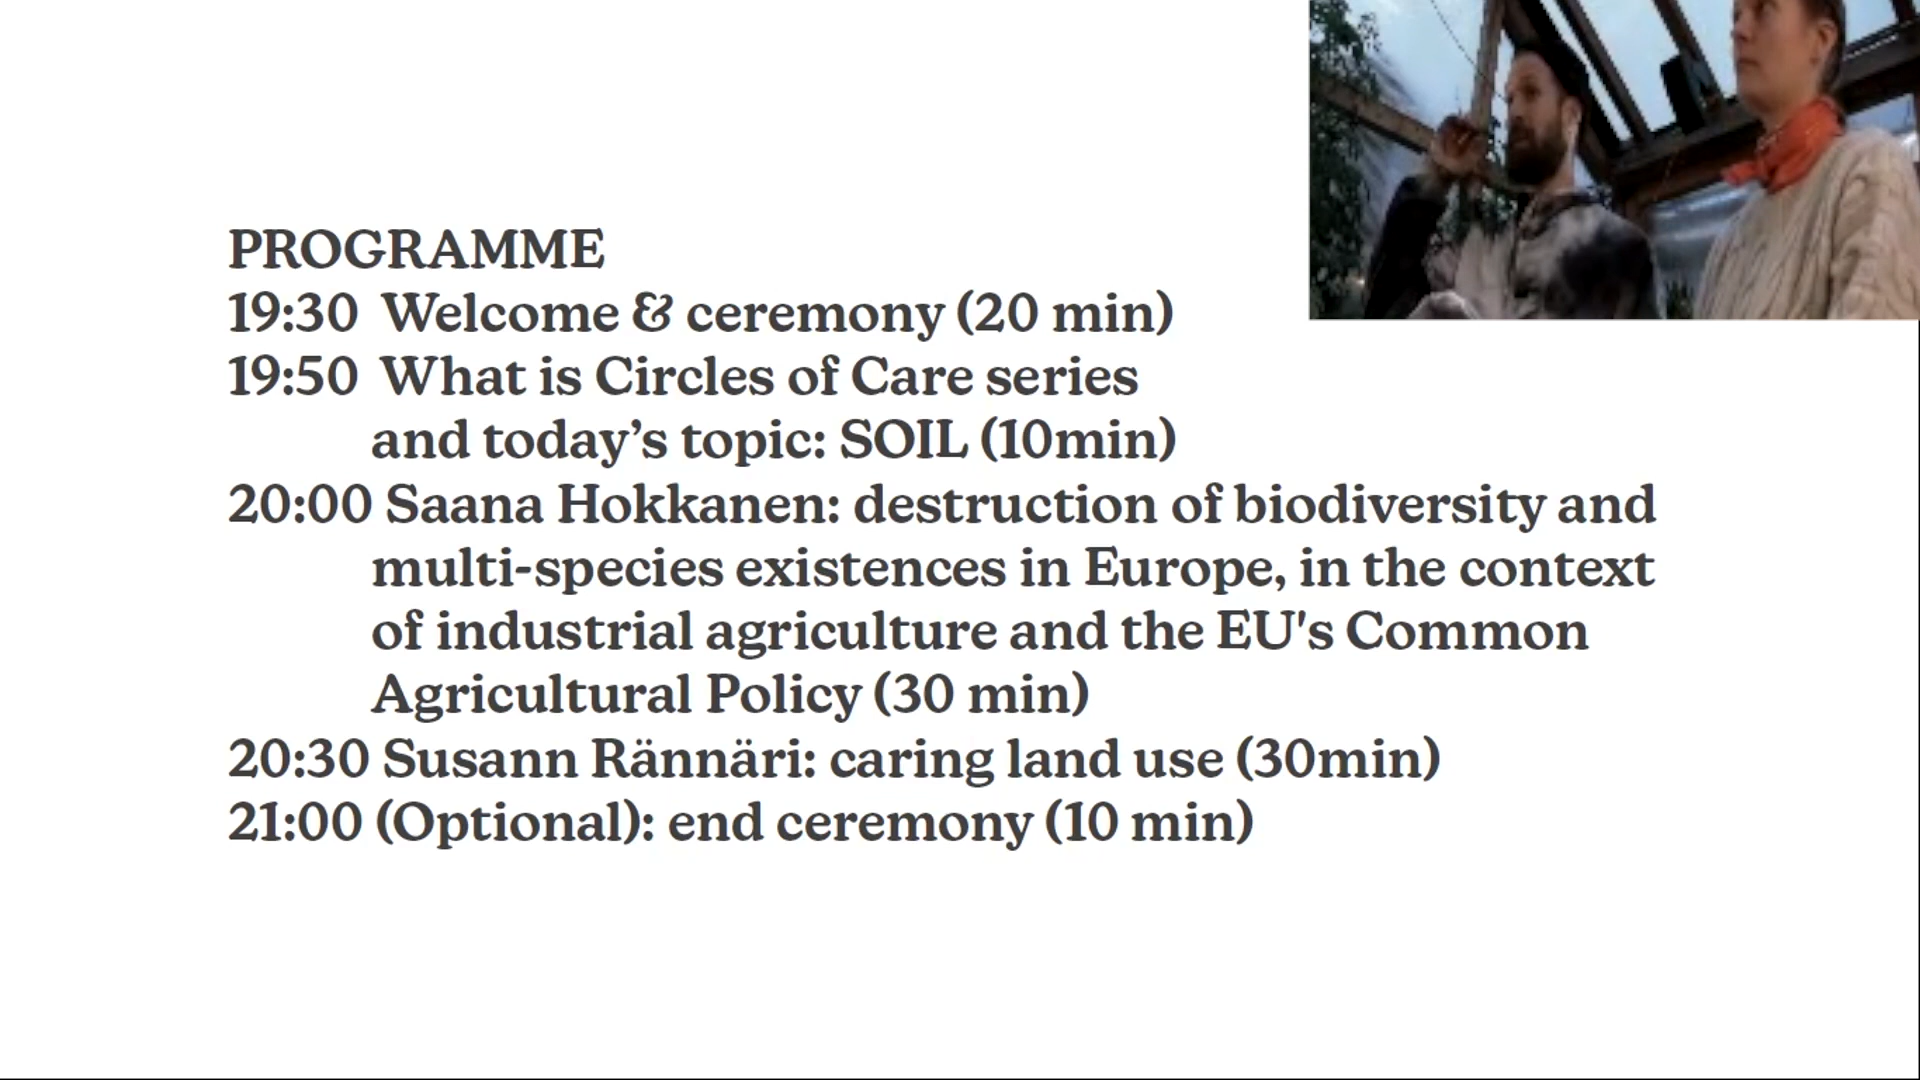 PROGRAMME
19:30 Welcome & ceremony (20 min)
19:50 What is Circles of Care series
and today’s topic: SOIL (10min)
20:00 Saana Hokkanen: destruction of biodiversity and
multi-species existences in Europe, in the context
of industrial agriculture and the EU's Common
Agricultural Policy (30 min)
20:30 Susann Rännäri: caring land use (30min)
21:00 (Optional): end ceremony (10 min)